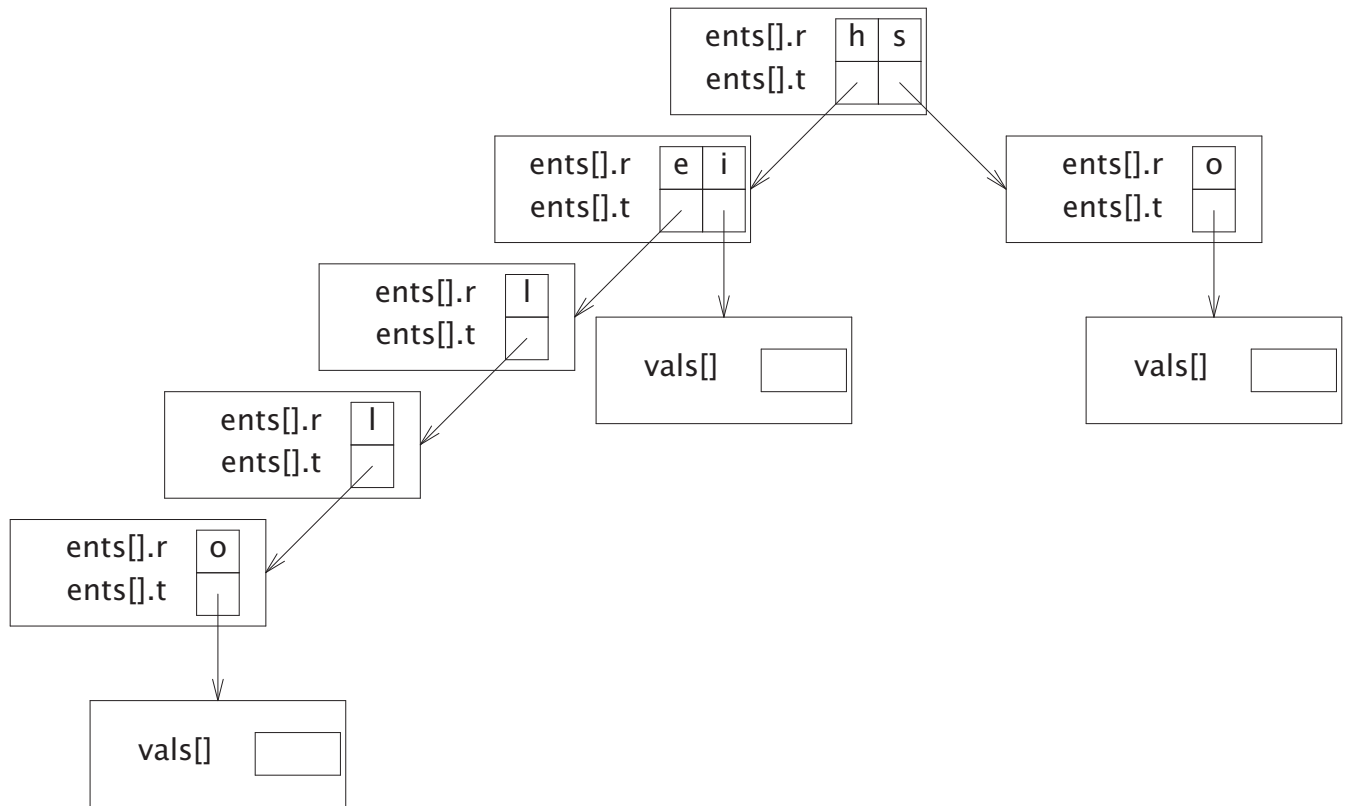 ents[].r h s
ents[].t
ents[].r e i
ents[].t
ents[].r o
ents[].t
ents[].r l
ents[].t
vals[]
vals[]
ents[].r l
ents[].t
ents[].r o
ents[].t
vals[]